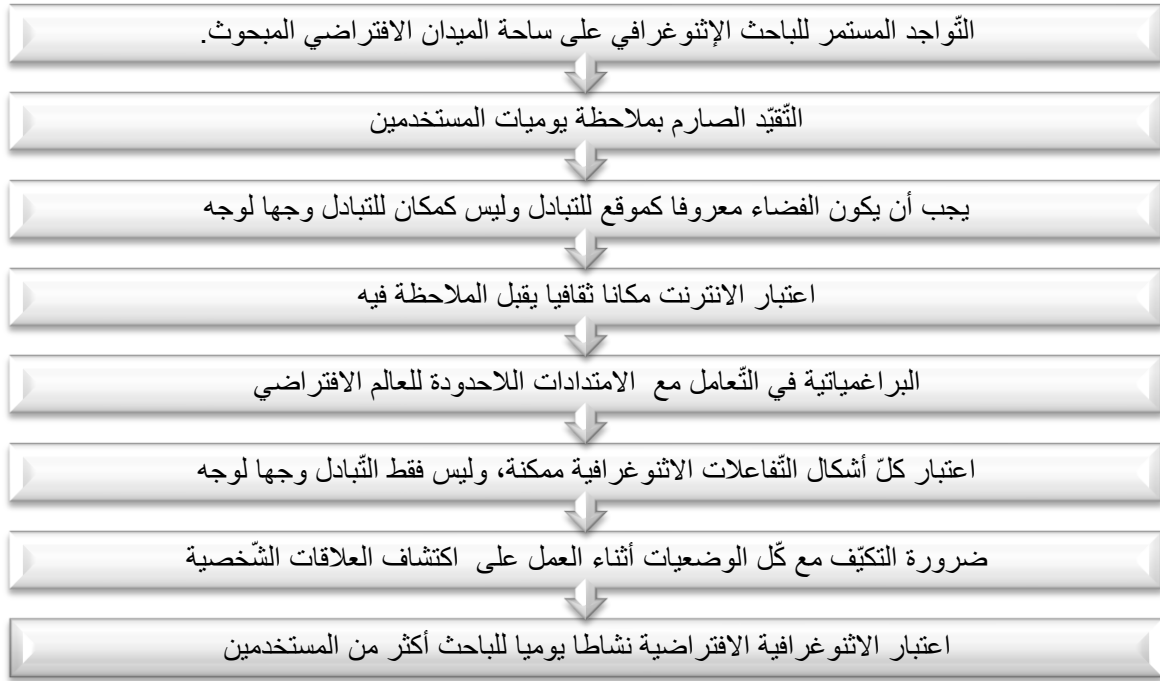 التّواجد المستمر للباحث الإثنوغرافي على ساحة الميدان الافتراضي المبحوث.
التّقيّد الصارم بملاحظة يوميات المستخدمين
يجب أن يكون الفضاء معروفا كموقع للتبادل وليس كمكان للتبادل وجها لوجه
اعتبار الانترنت مكانا ثقافيا يقبل الملاحظة فيه
البراغمياتية في التّعامل مع الامتدادات اللاحدودة للعالم الافتراضي
اعتبار كلّ أشكال التّفاعلات الاثنوغرافية ممكنة، وليس فقط التّبادل وجها لوجه
ضرورة التكيّف مع كّل الوضعيات أثناء العمل على اكتشاف العلاقات الشّخصية
اعتبار الاثنوغرافية الافتراضية نشاطا يوميا للباحث أكثر من المستخدمين